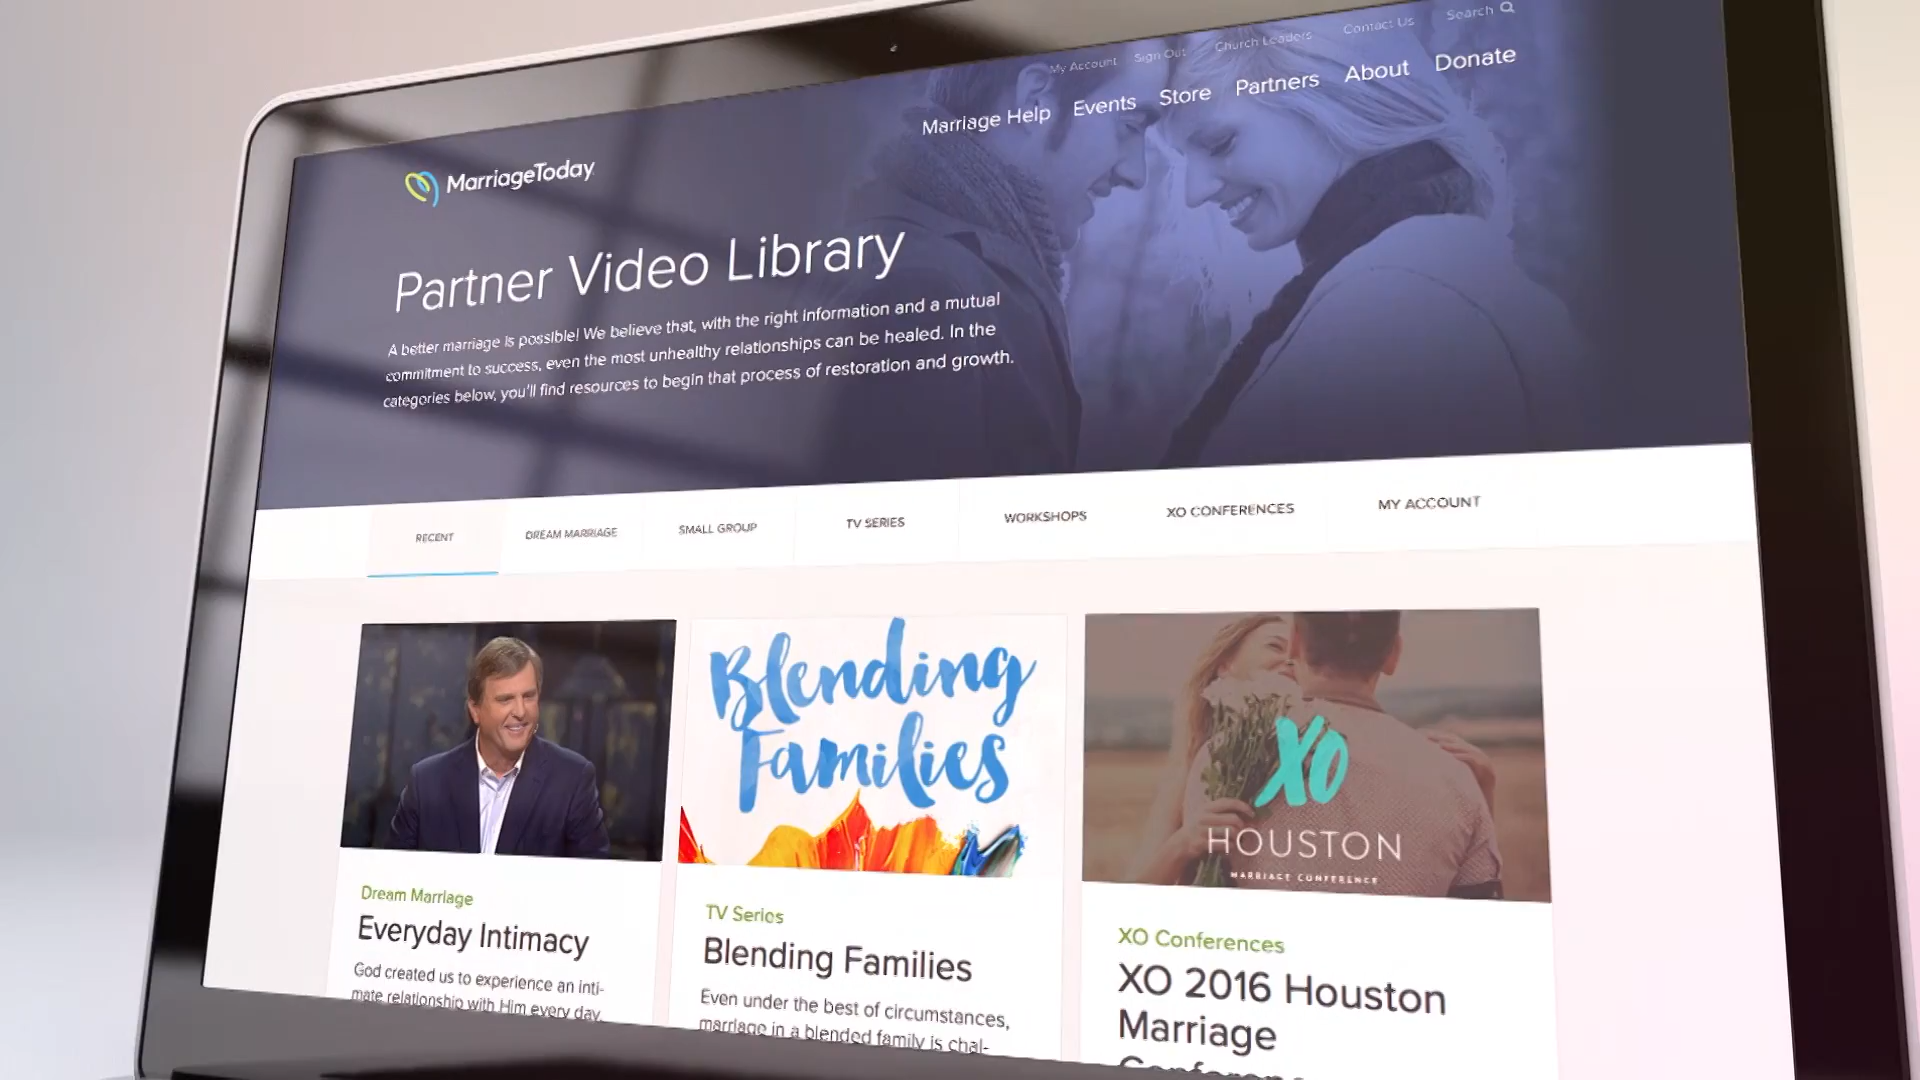 My Account Sign Out Church Leaders Contact Us Search
Marriage Help Events Store Partners About Donate
MarriageToday
Partner Video Library
A better marriage is possible! We believe that, with the right information and a mutual
commitment to success, even the most unhealthy relationships can be healed. In the
categories below, you'll find resources to begin that process of restoration and growth.
RECENT DREAM MARRIAGE SMALL GROUP TV SERIES WORKSHOPS XO CONFERENCES MY ACCOUNT
Blending
Families
XO
HOUSTON
MARRIAGE CONFERENCE
Dream Marriage
Everyday Intimacy
God created us to experience an inti-
mate relationship with Him every day.
TV Series
Blending Families
Even under the best of circumstances,
marriage in a blended family is chal-
XO Conferences
XO 2016 Houston
Marriage